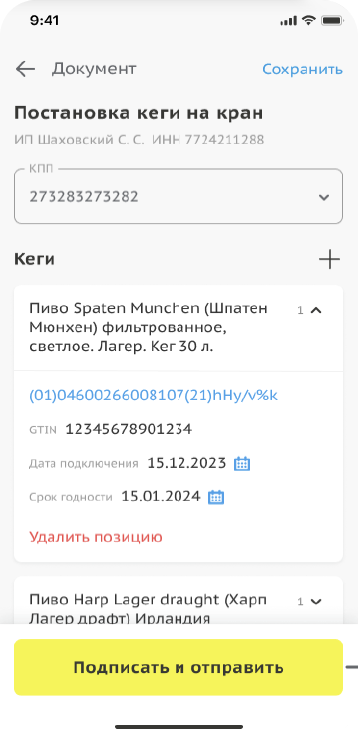 9:41
Документ
Сохранить
Постановка кеги на кран
ИП Шаховский С. С. ИНН 7724211288
КПП
273283273282
Кеги
Пиво Spaten Munchen (Шпатен
1
Мюнхен) фильтрованное,
светлое. Лагер. Кег 30 л.
(01)04600266008107(21)hHy/v%k
GTIN 12345678901234
Дата подключения 15.12.2023
Срок годности 15.01.2024
Удалить позицию
Пиво Harp Lager draught (Харп
1
Лагер драфт) Ирландия
Подписать и отправить